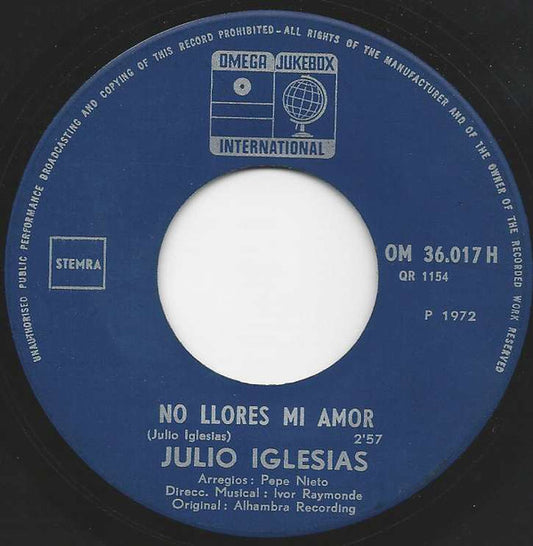 UNAUTHORISED PUBLIC PERFORMANCE BROADCASTING AND COPYING OF THIS RECORD PROHIBITED-ALL RIGHTS OF THE MANUFACTURER AND OF THE OWNER OF THE RECORDED WORK RESERVED
OMEGA JUKEBOX
INTERNATIONAL
STEMRA
OM 36.017 H
QR 1154
P 1972
NO LLORES MI AMOR
(Julio Iglesias) 2'57
JULIO IGLESIAS
Arregios: Pepe Nieto
Direcc. Musical : Ivor Raymonde
Original : Alhambra Recording